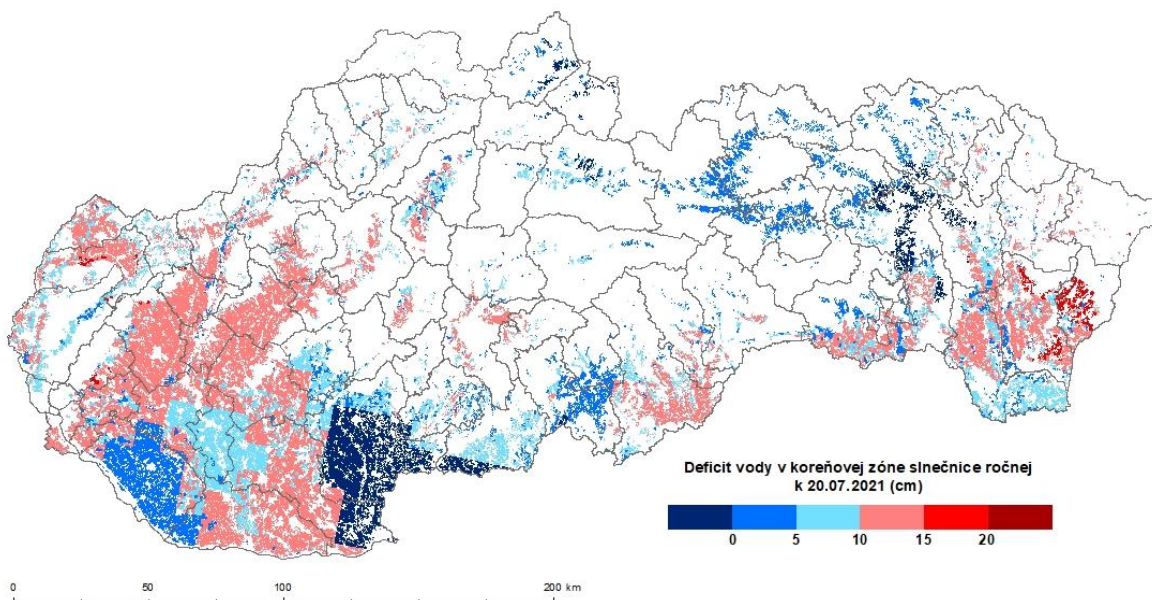 Deficit vody v koreňovej zóne slnečnice ročnej
k 20.07.2021 (cm)
0 5 10 15 20
0 50 100 200 km